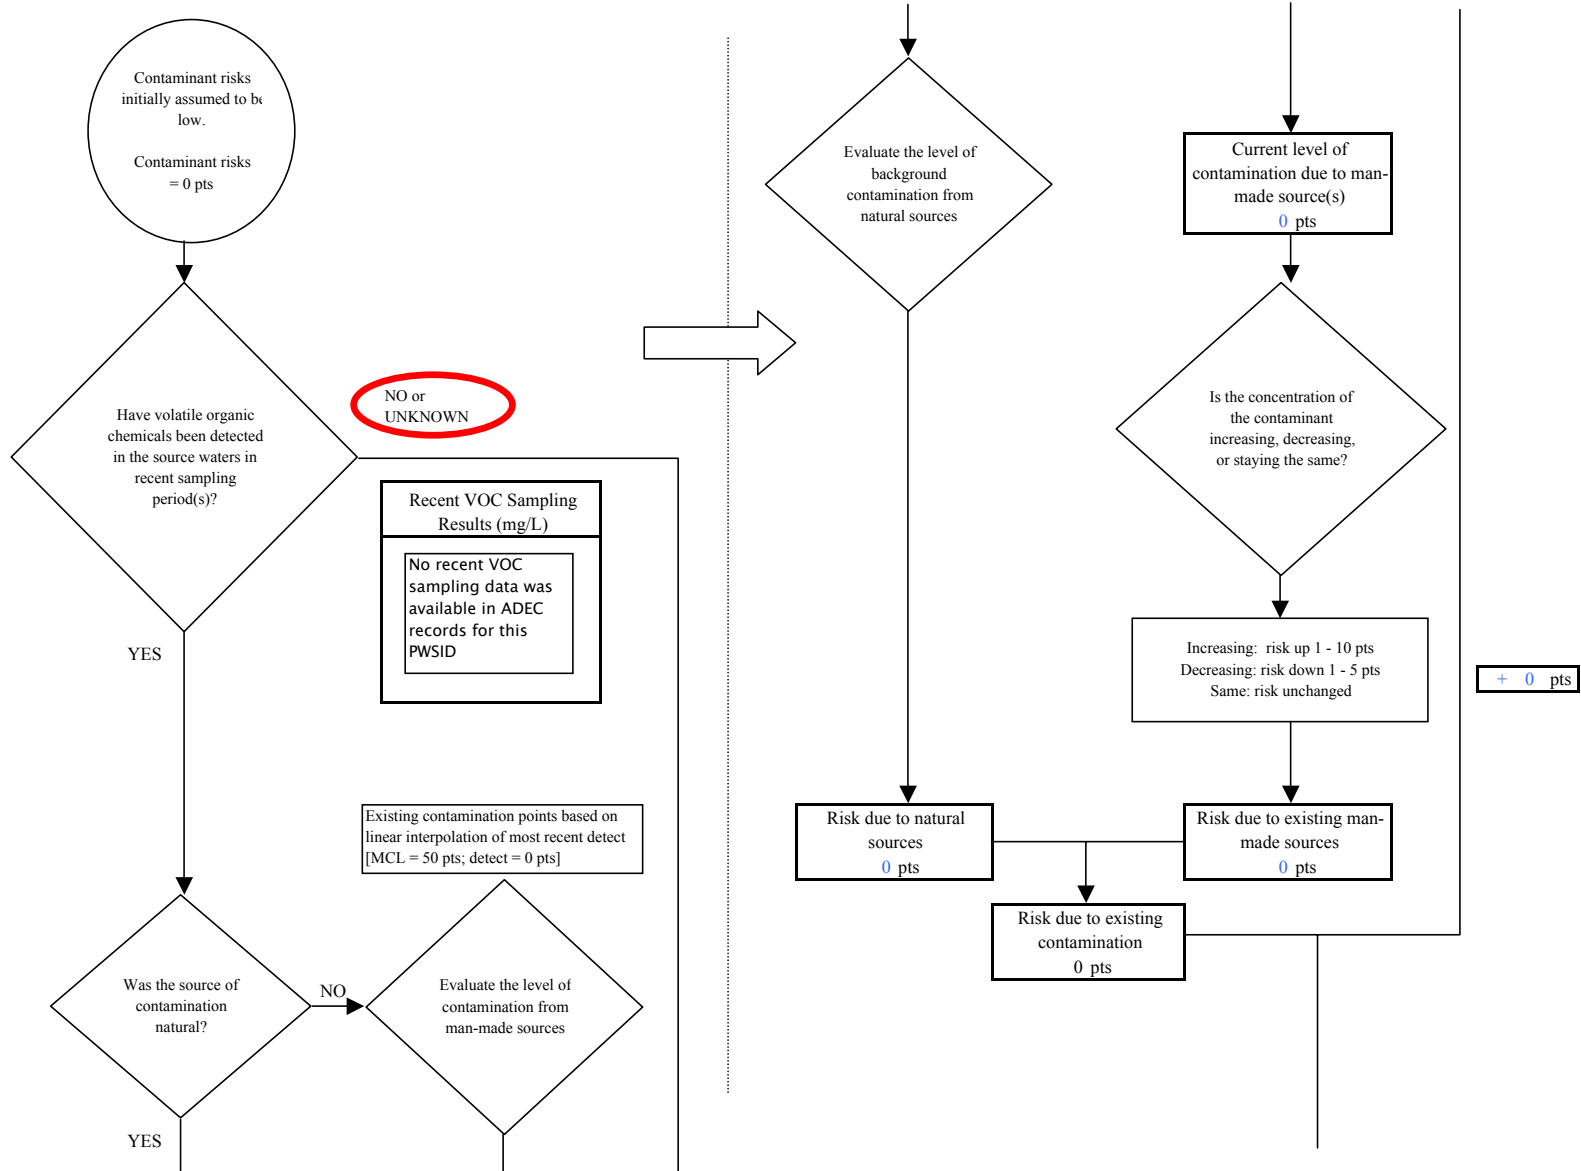 Contaminant risks
initially assumed to be
low.
Contaminant risks
= 0 pts
Have volatile organic
chemicals been detected
in the source waters in
recent sampling
period(s)?
NO or
UNKNOWN
Recent VOC Sampling
Results (mg/L)
No recent VOC
sampling data was
available in ADEC
records for this
PWSID
YES
Existing contamination points based on
linear interpolation of most recent detect
[MCL = 50 pts; detect = 0 pts]
Was the source of
contamination
natural?
NO
Evaluate the level of
contamination from
man-made sources
YES
Evaluate the level of
background
contamination from
natural sources
Current level of
contamination due to man-
made source(s)
0 pts
Is the concentration of
the contaminant
increasing, decreasing,
or staying the same?
Increasing: risk up 1 - 10 pts
Decreasing: risk down 1 - 5 pts
Same: risk unchanged
+ 0 pts
Risk due to natural
sources
0 pts
Risk due to existing man-
made sources
0 pts
Risk due to existing
contamination
0 pts